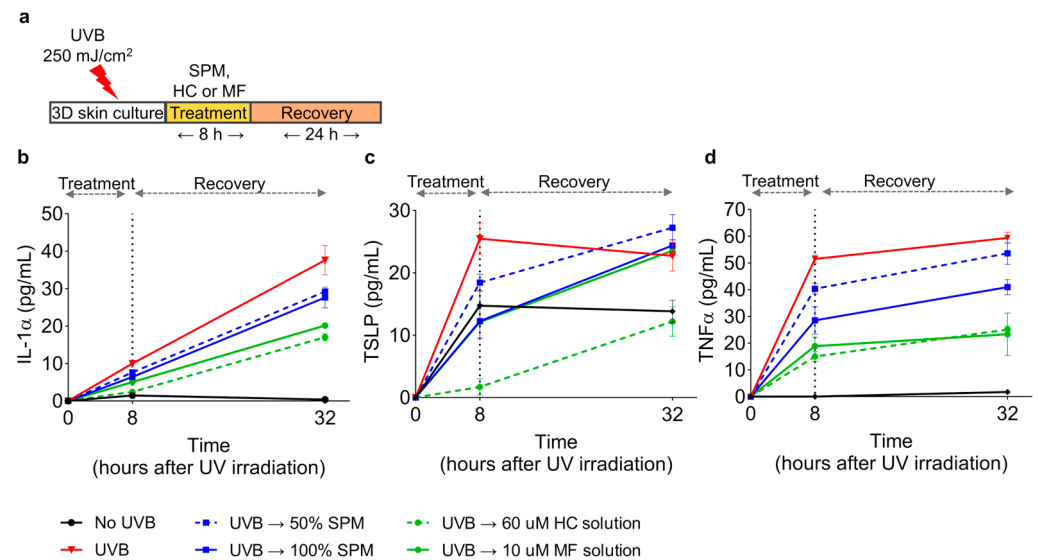 a
UVB
250 mJ/cm²
SPM,
HC or MF
3D skin culture Treatment Recovery
← 8 h → ← 24 h →
b
Treatment Recovery
50
40
30
20
10
0
IL-1α (pg/mL)
0 8 32
Time
(hours after UV irradiation)
c
Treatment Recovery
30
20
10
0
TSLP (pg/mL)
0 8 32
Time
(hours after UV irradiation)
d
Treatment Recovery
70
60
50
40
30
20
10
0
TNFα (pg/mL)
0 8 32
Time
(hours after UV irradiation)
No UVB
UVB
UVB → 50% SPM
UVB → 100% SPM
UVB → 60 uM HC solution
UVB → 10 uM MF solution